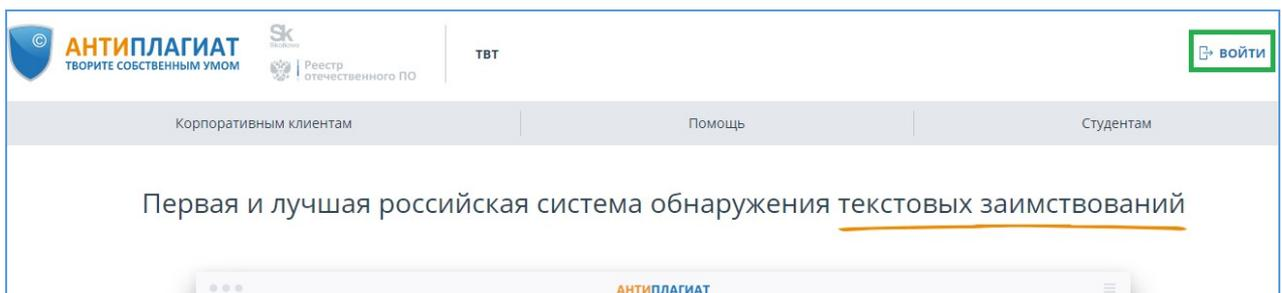 ©
АНТИПЛАГИАТ
ТВОРИТЕ СОБСТВЕННЫМ УМОМ
Sk
Skolkovo
Реестр
отечественного ПО
ТВТ
ВОЙТИ
Корпоративным клиентам
Помощь
Студентам
Первая и лучшая российская система обнаружения текстовых заимствований
АНТИПЛАГИАТ